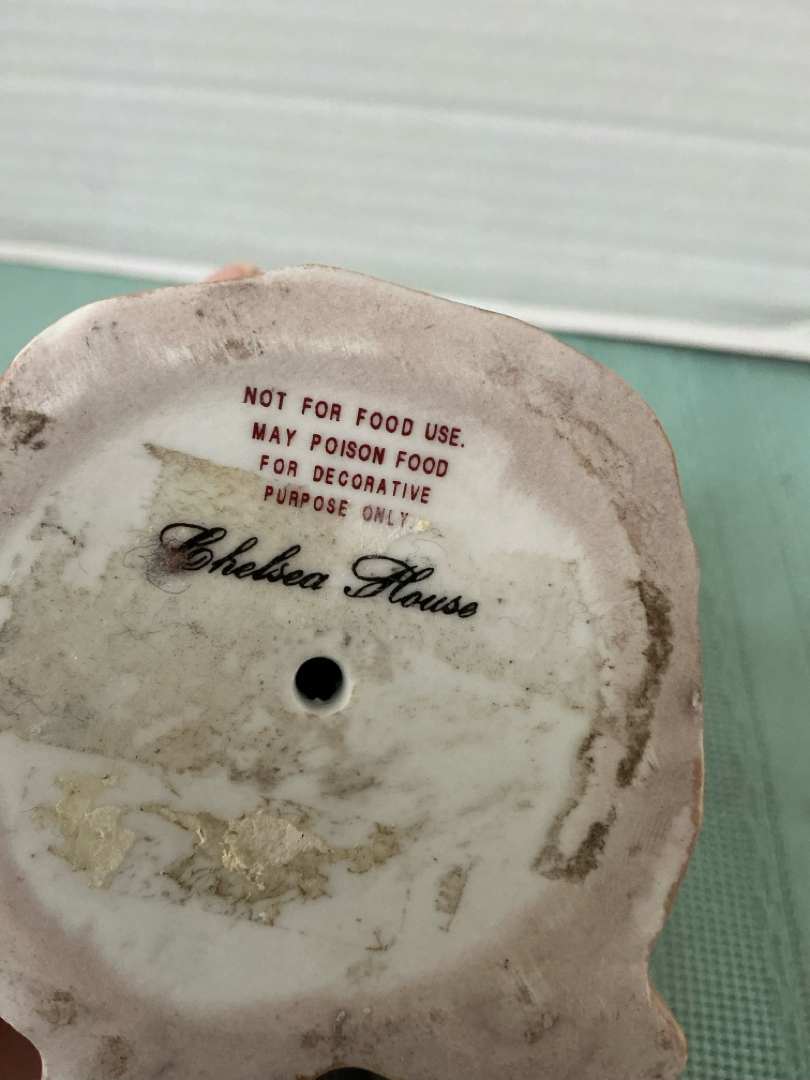 NOT FOR FOOD USE.
MAY POISON FOOD
FOR DECORATIVE
PURPOSE ONLY.
Chelsea House